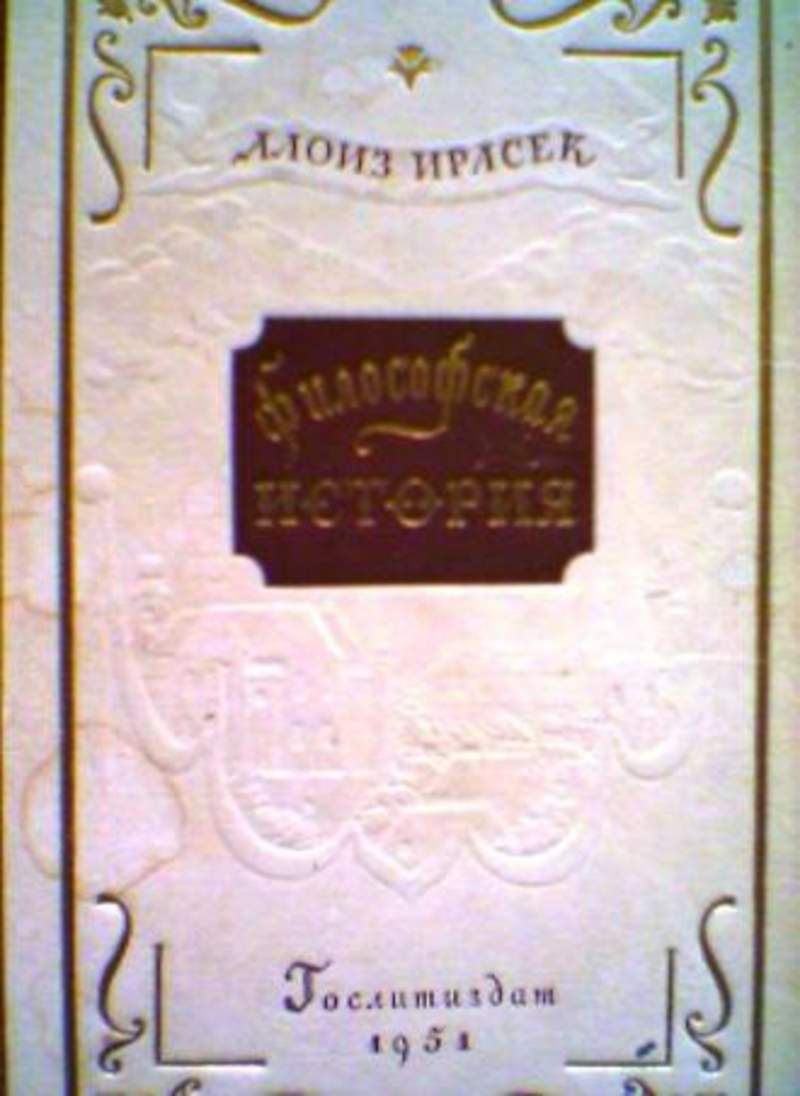 АЛОИЗ ИРАСЕК
Философская
ИСТОРИЯ
Гослитиздат
1951